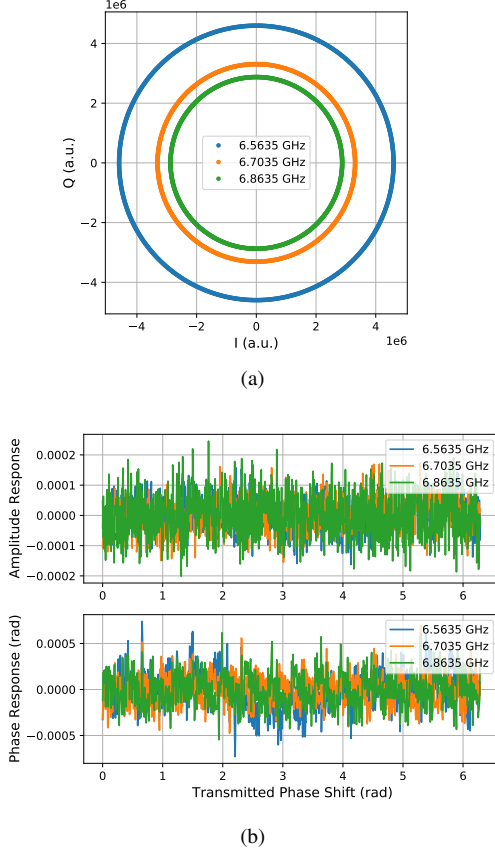 1e6
4
2
0
−2
−4
Q (a.u.)
6.5635 GHz
6.7035 GHz
6.8635 GHz
−4 −2 0 2 4
I (a.u.)
1e6
(a)
0.0002
0.0001
0.0000
−0.0001
−0.0002
Amplitude Response
6.5635 GHz
6.7035 GHz
6.8635 GHz
0 1 2 3 4 5 6
0.0005
0.0000
−0.0005
Phase Response (rad)
6.5635 GHz
6.7035 GHz
6.8635 GHz
0 1 2 3 4 5 6
Transmitted Phase Shift (rad)
(b)